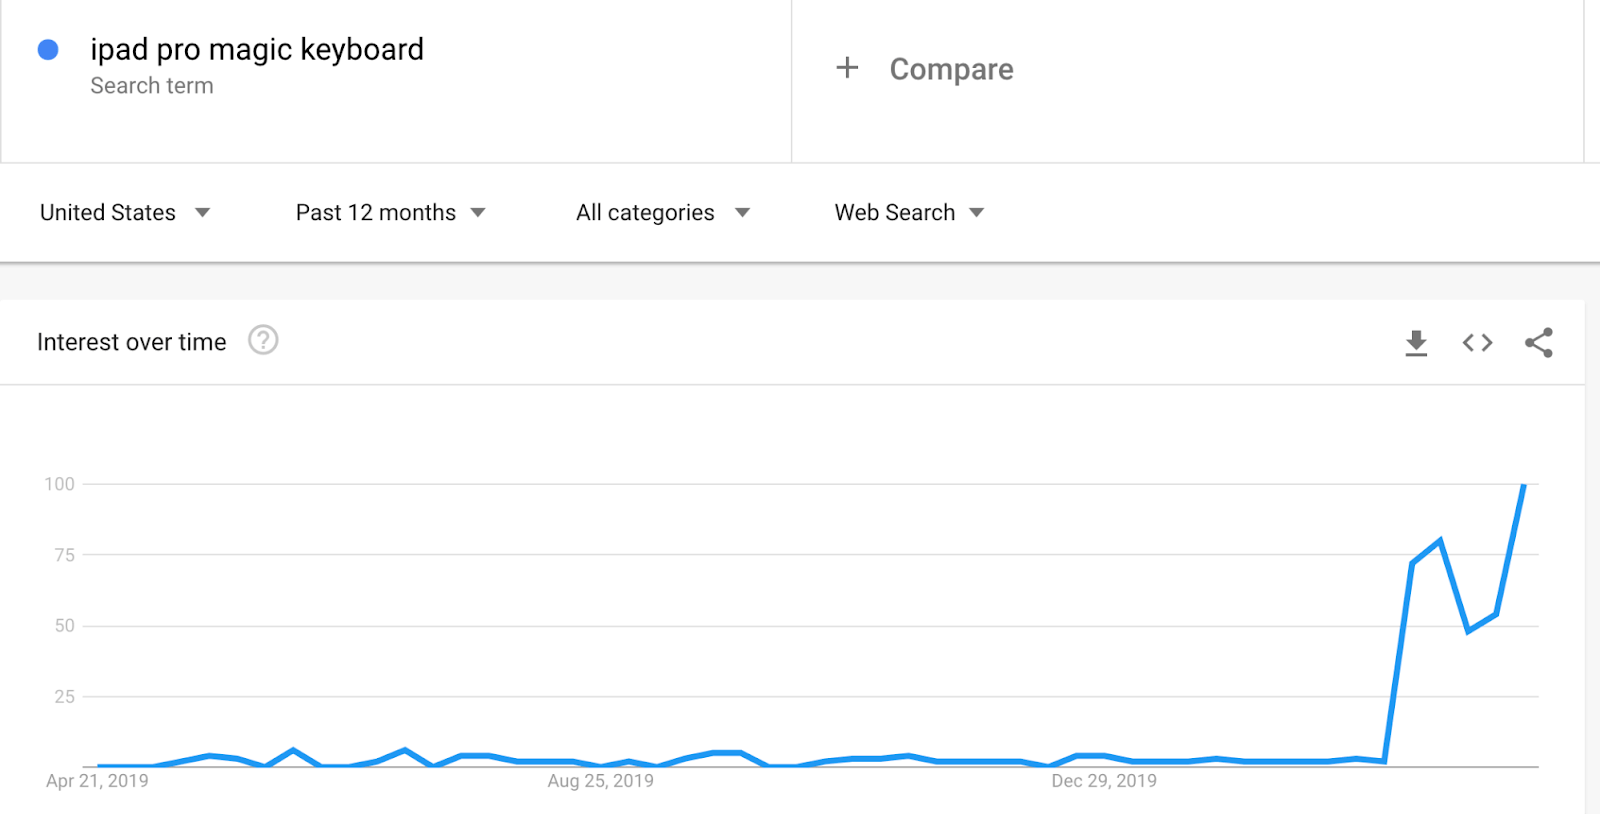 ipad pro magic keyboard
Search term
+ Compare
United States
Past 12 months
All categories
Web Search
Interest over time ?
100
75
50
25
Apr 21, 2019
Aug 25, 2019
Dec 29, 2019